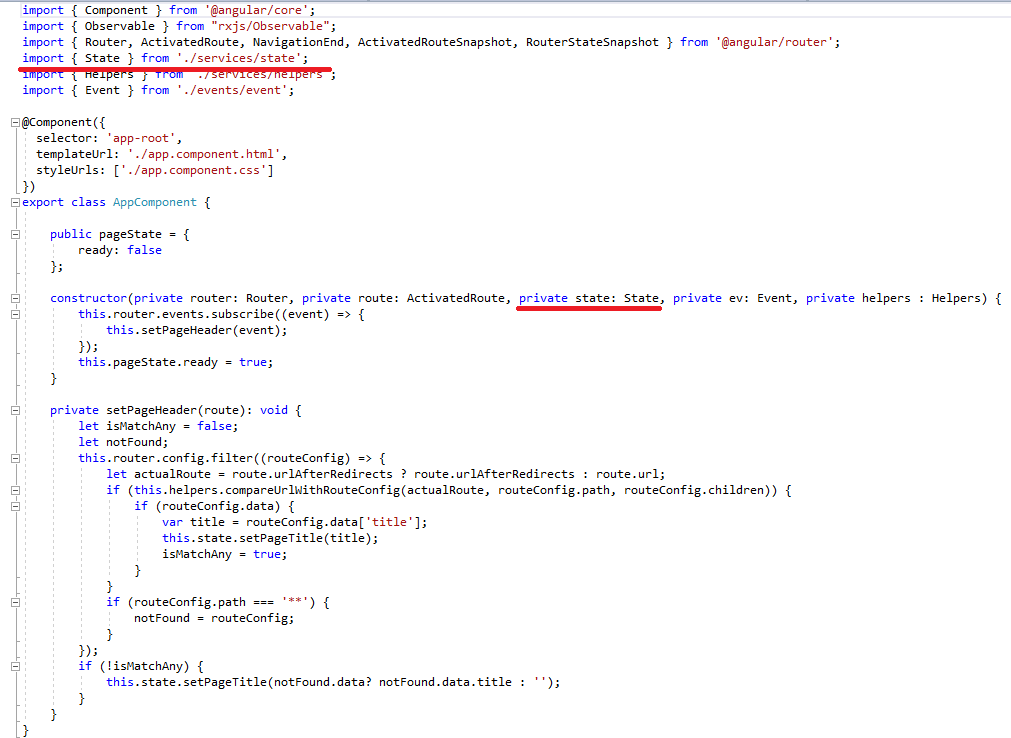 import { Component } from '@angular/core';
import { Observable } from "rxjs/Observable";
import { Router, ActivatedRoute, NavigationEnd, ActivatedRouteSnapshot, RouterStateSnapshot } from '@angular/router';
import { State } from './services/state';
import { Helpers } from './services/helpers';
import { Event } from './events/event';

@Component({
  selector: 'app-root',
  templateUrl: './app.component.html',
  styleUrls: ['./app.component.css']
})
export class AppComponent {

    public pageState = {
        ready: false
    };

    constructor(private router: Router, private route: ActivatedRoute, private state: State, private ev: Event, private helpers : Helpers) {
        this.router.events.subscribe((event) => {
            this.setPageHeader(event);
        });
        this.pageState.ready = true;
    }

    private setPageHeader(route): void {
        let isMatchAny = false;
        let notFound;
        this.router.config.filter((routeConfig) => {
            let actualRoute = route.urlAfterRedirects ? route.urlAfterRedirects : route.url;
            if (this.helpers.compareUrlWithRouteConfig(actualRoute, routeConfig.path, routeConfig.children)) {
                if (routeConfig.data) {
                    var title = routeConfig.data['title'];
                    this.state.setPageTitle(title);
                    isMatchAny = true;
                }
            }
            if (routeConfig.path === '**') {
                notFound = routeConfig;
            }
        });
        if (!isMatchAny) {
            this.state.setPageTitle(notFound.data? notFound.data.title : '');
        }
    }
}